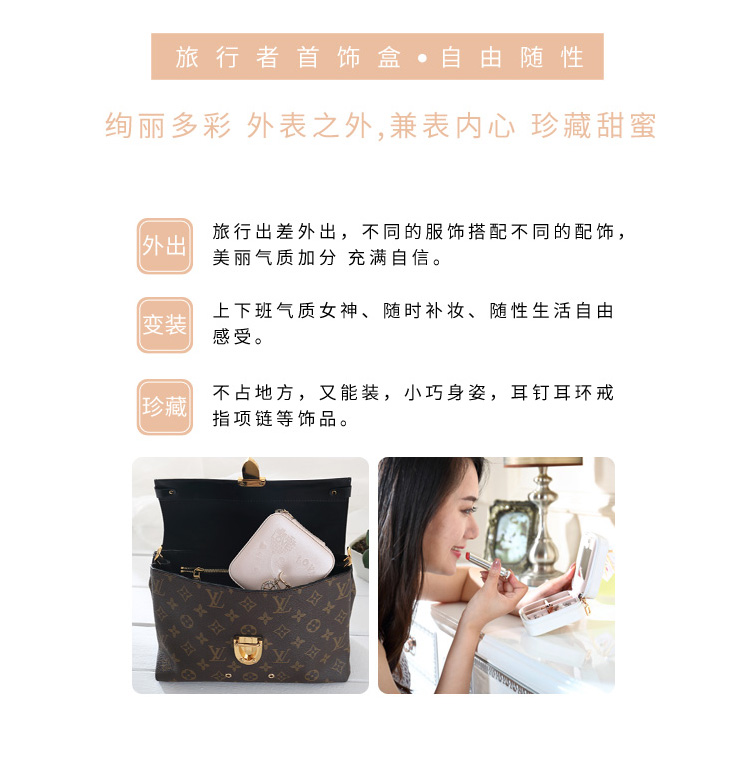 旅行者首饰盒•自由随性
绚丽多彩 外表之外,兼表内心 珍藏甜蜜
外出
旅行出差外出，不同的服饰搭配不同的配饰，
美丽气质加分 充满自信。
变装
上下班气质女神、随时补妆、随性生活自由
感受。
珍藏
不占地方，又能装，小巧身姿，耳钉耳环戒
指项链等饰品。